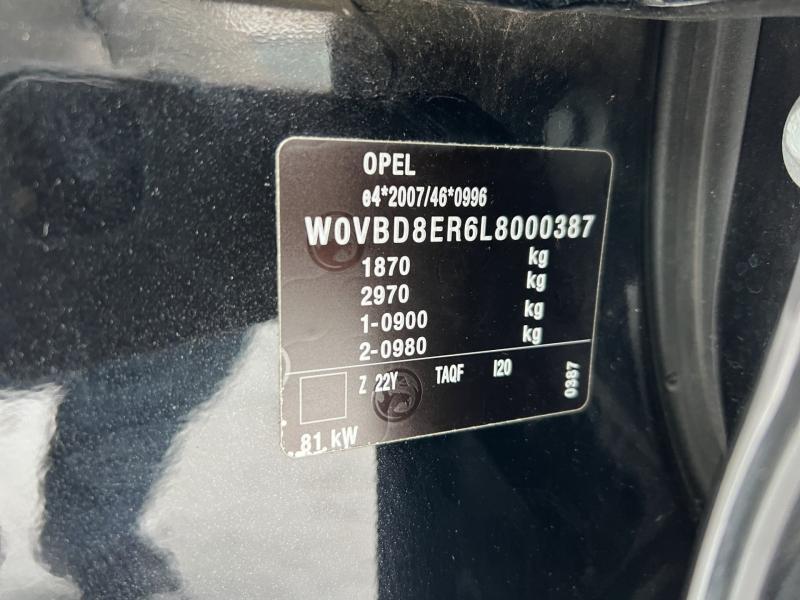 OPEL
e4*2007/46*0996
W0VBD8ER6L8000387
1870 kg
2970 kg
1-0900 kg
2-0980 kg
Z 22Y TAQF I20 0387
81 kW